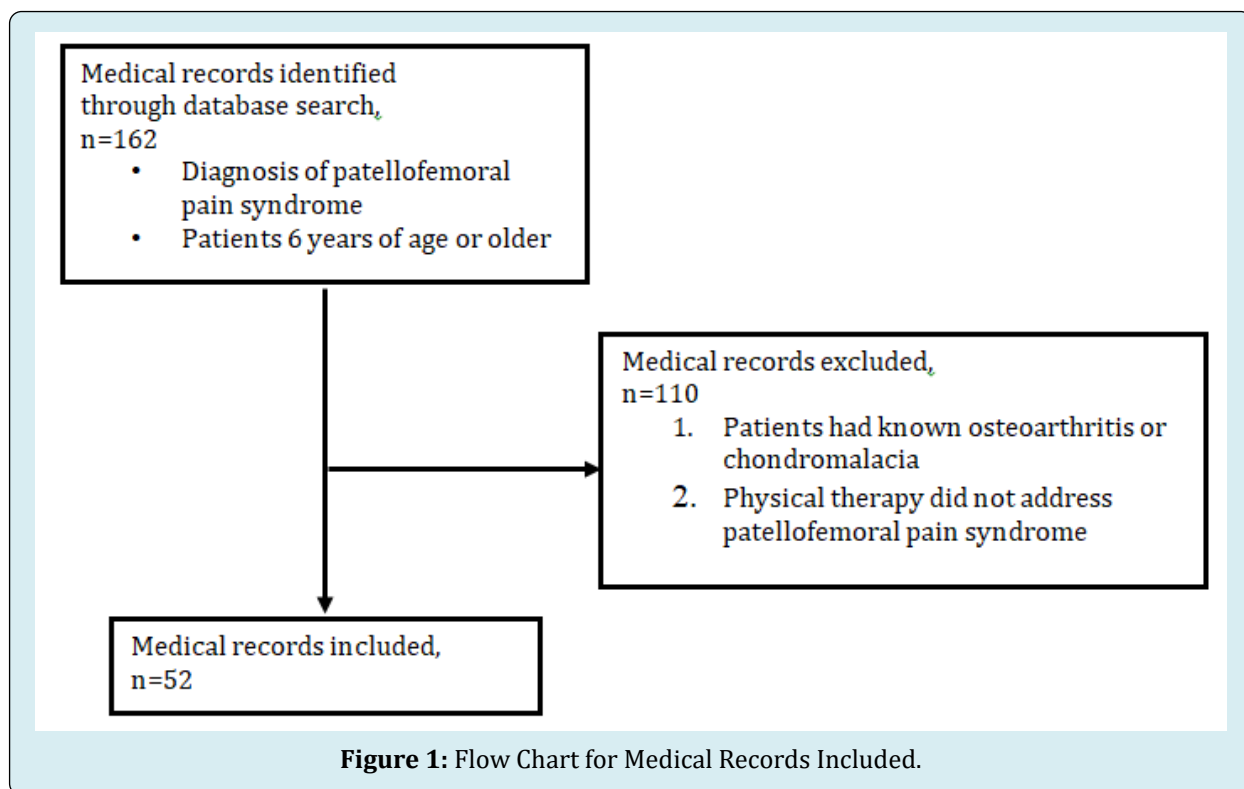 Medical records identified
through database search,
n=162
• Diagnosis of patellofemoral
pain syndrome
• Patients 6 years of age or older
Medical records excluded,
n=110
1. Patients had known osteoarthritis or
chondromalacia
2. Physical therapy did not address
patellofemoral pain syndrome
Medical records included,
n=52
Figure 1: Flow Chart for Medical Records Included.